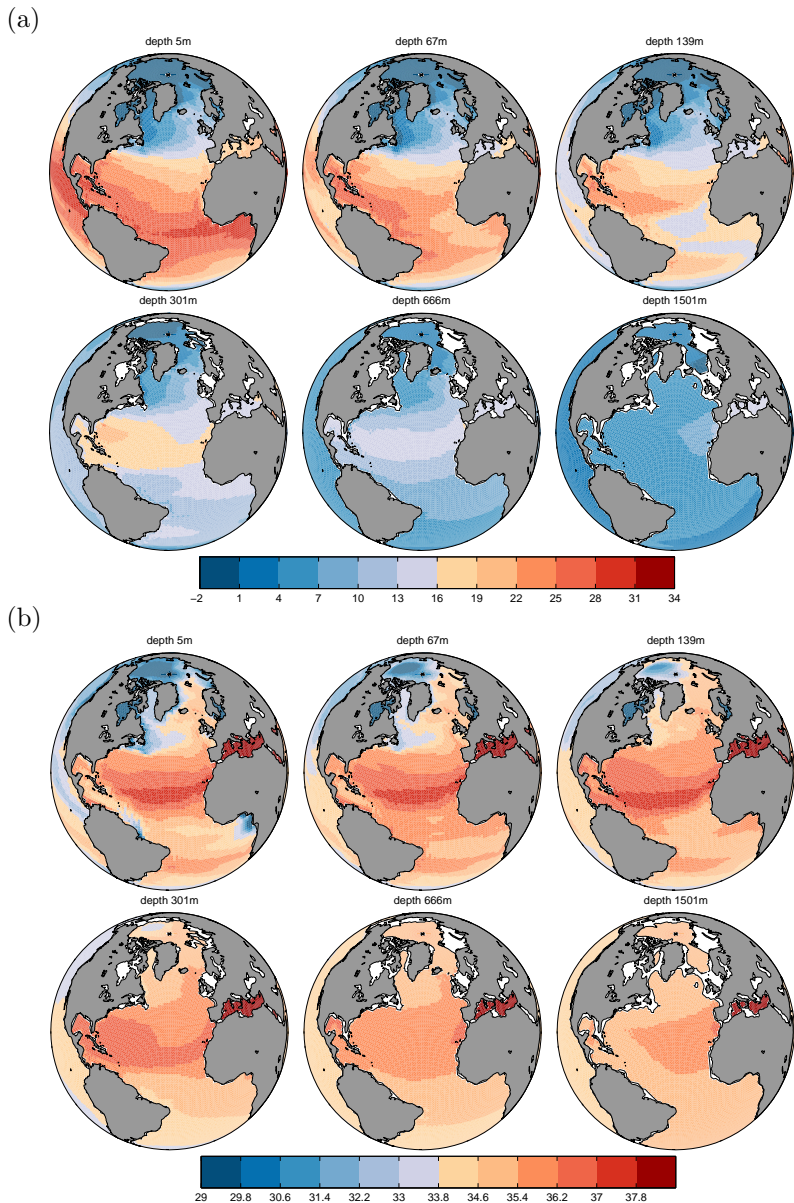 (a)
depth 5m depth 67m depth 139m
depth 301m depth 666m depth 1501m
−2 1 4 7 10 13 16 19 22 25 28 31 34
(b)
depth 5m depth 67m depth 139m
depth 301m depth 666m depth 1501m
29 29.8 30.6 31.4 32.2 33 33.8 34.6 35.4 36.2 37 37.8